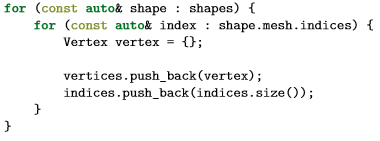 for (const auto& shape : shapes) {
    for (const auto& index : shape.mesh.indices) {
        Vertex vertex = {};

        vertices.push_back(vertex);
        indices.push_back(indices.size());
    }
}